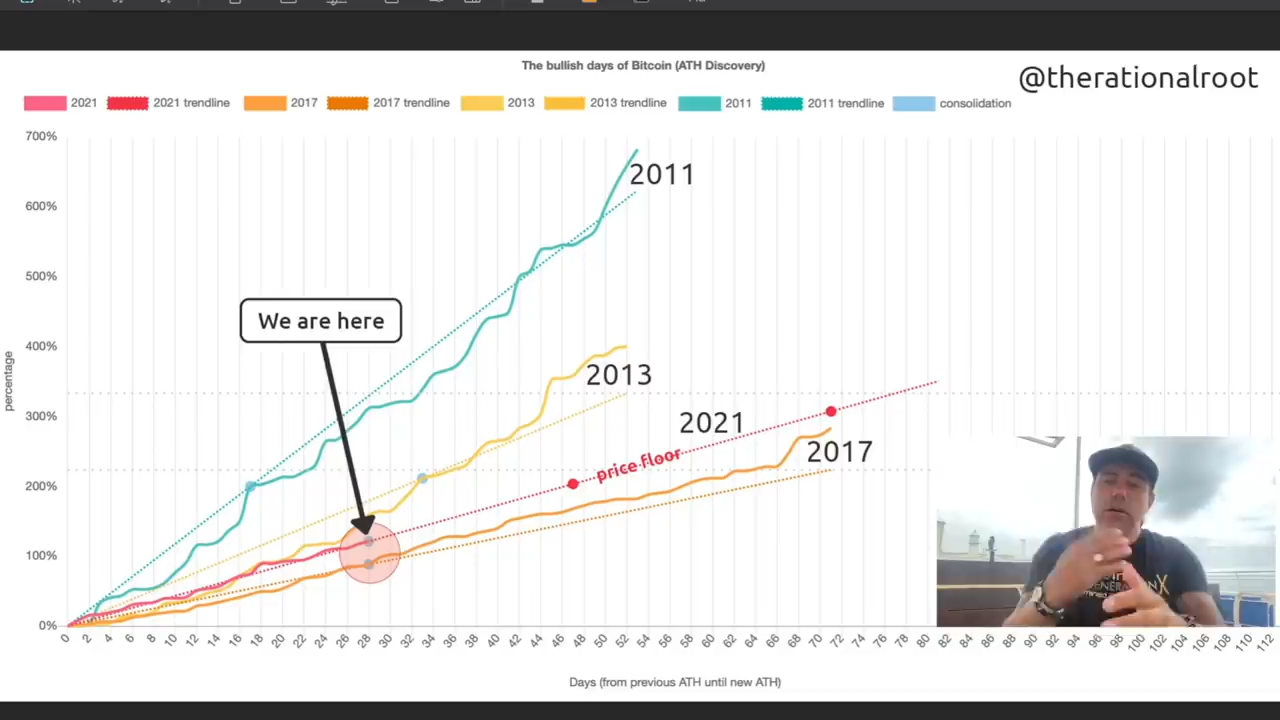 The bullish days of Bitcoin (ATH Discovery)
@therationalroot
2021 2021 trendline 2017 2017 trendline 2013 2013 trendline 2011 2011 trendline consolidation
700%
600%
500%
400%
300%
200%
100%
0%
percentage
2011
We are here
2013
2021
price floor
2017
0 2 4 6 8 10 12 14 16 18 20 22 24 26 28 30 32 34 36 38 40 42 44 46 48 50 52 54 56 58 60 62 64 66 68 70 72 74 76 78 80 82 84 86 88 90 92 94 96 98 100 102 104 106 108 110 112
Days (from previous ATH until new ATH)
X